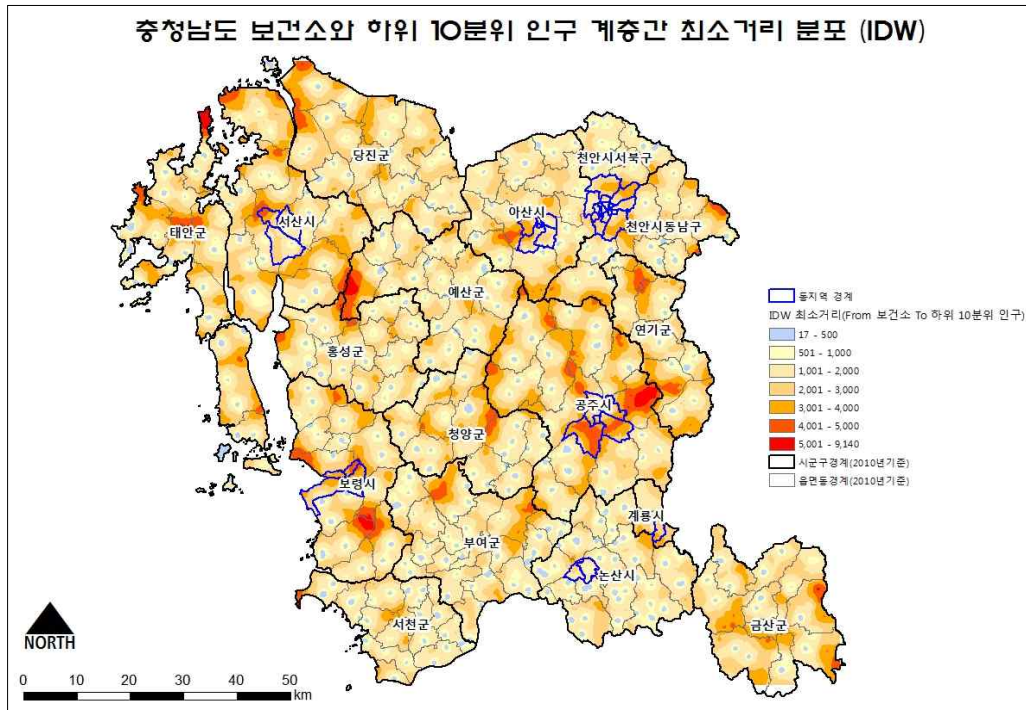 충청남도 보건소와 하위 10분위 인구 계층간 최소거리 분포 (IDW)
당진군
천안시서북구
아산시
서산시
천안시동남구
태안군
예산군
연기군
홍성군
공주시
청양군
보령시
계룡시
부여군
논산시
서천군
금산군
동지역 경계
IDW 최소거리(From 보건소 To 하위 10분위 인구)
17 - 500
501 - 1,000
1,001 - 2,000
2,001 - 3,000
3,001 - 4,000
4,001 - 5,000
5,001 - 9,140
시군구경계(2010년기준)
읍면동경계(2010년기준)
NORTH
0 10 20 30 40 50
km